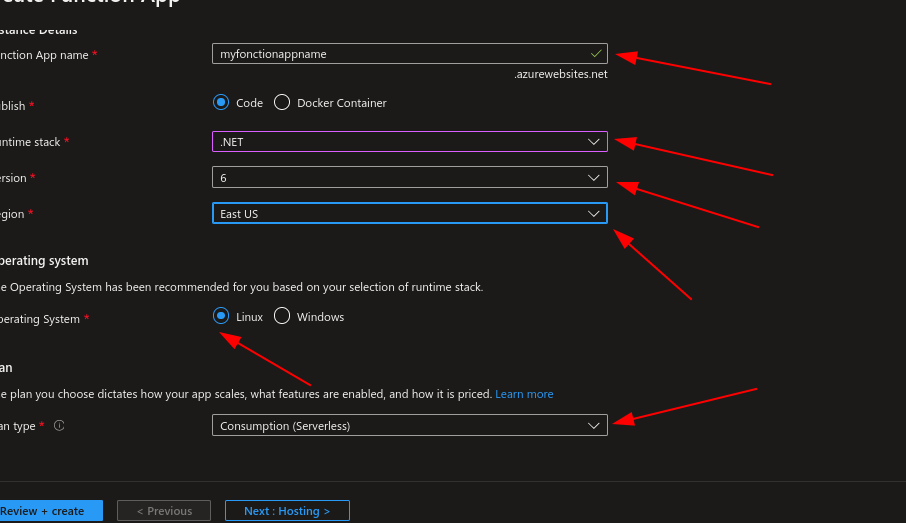 eate Function App
stance Details
nction App name *
myfonctionappname
.azurewebsites.net
ublish *
Code
Docker Container
untime stack *
.NET
ersion *
6
egion *
East US
perating system
e Operating System has been recommended for you based on your selection of runtime stack.
perating System *
Linux
Windows
an
e plan you choose dictates how your app scales, what features are enabled, and how it is priced. Learn more
an type *
Consumption (Serverless)
Review + create
< Previous
Next : Hosting >